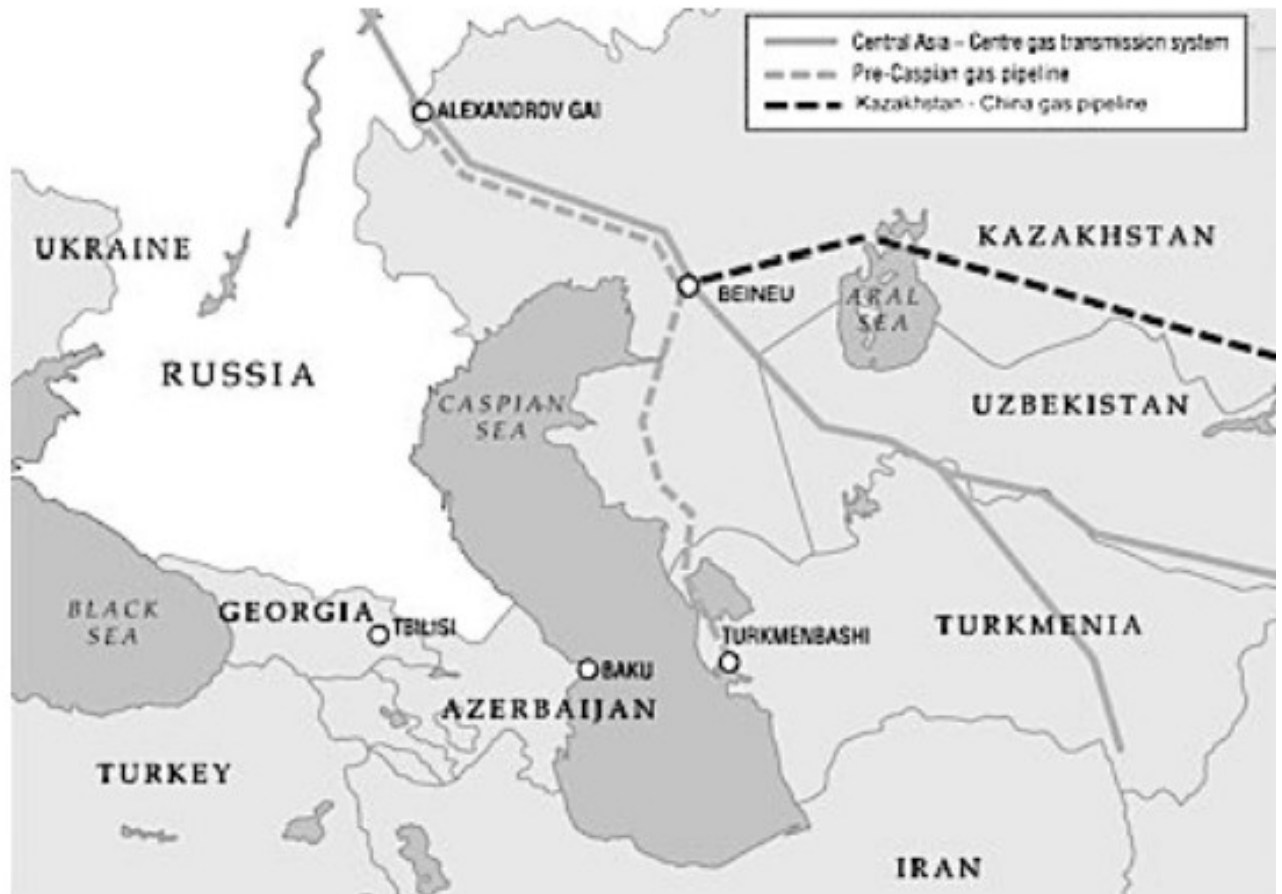 Central Asia – Centre gas transmission system
Pre-Caspian gas pipeline
Kazakhstan - China gas pipeline
ALEXANDROV GAI
UKRAINE
KAZAKHSTAN
BEINEU
ARAL
SEA
RUSSIA
CASPIAN
SEA
UZBEKISTAN
BLACK
SEA
GEORGIA
TBILISI
TURKMENBASHI
TURKMENIA
BAKU
AZERBAIJAN
TURKEY
IRAN